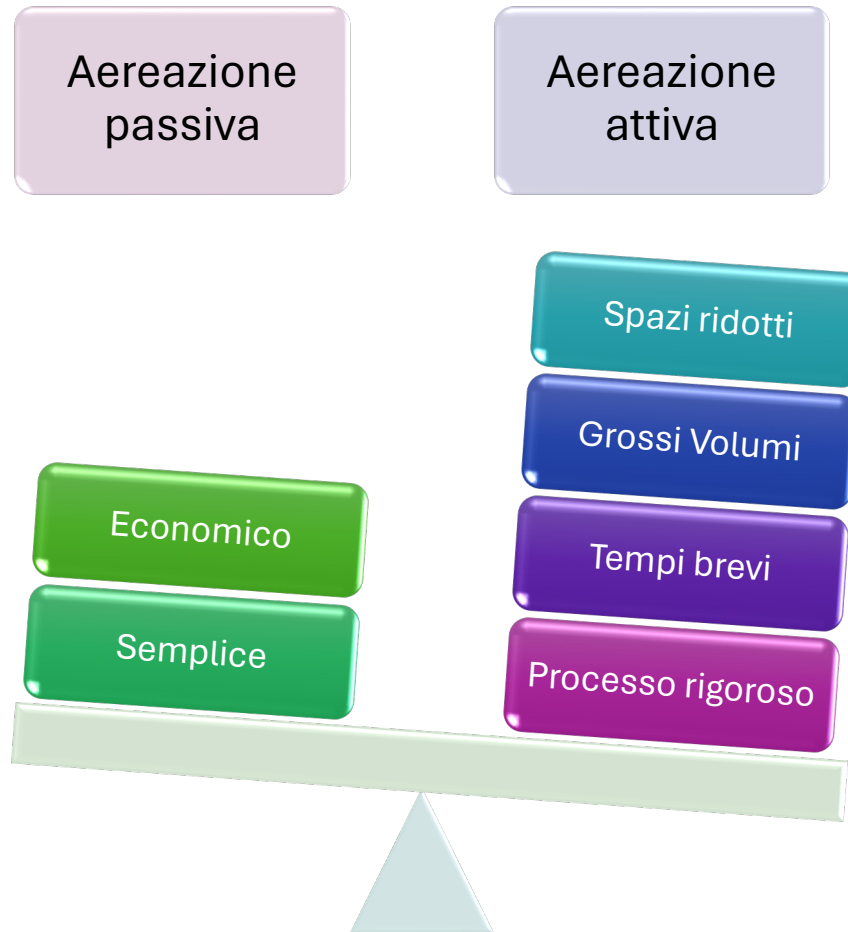 Aereazione
passiva
Aereazione
attiva
Spazi ridotti
Grossi Volumi
Tempi brevi
Processo rigoroso
Economico
Semplice